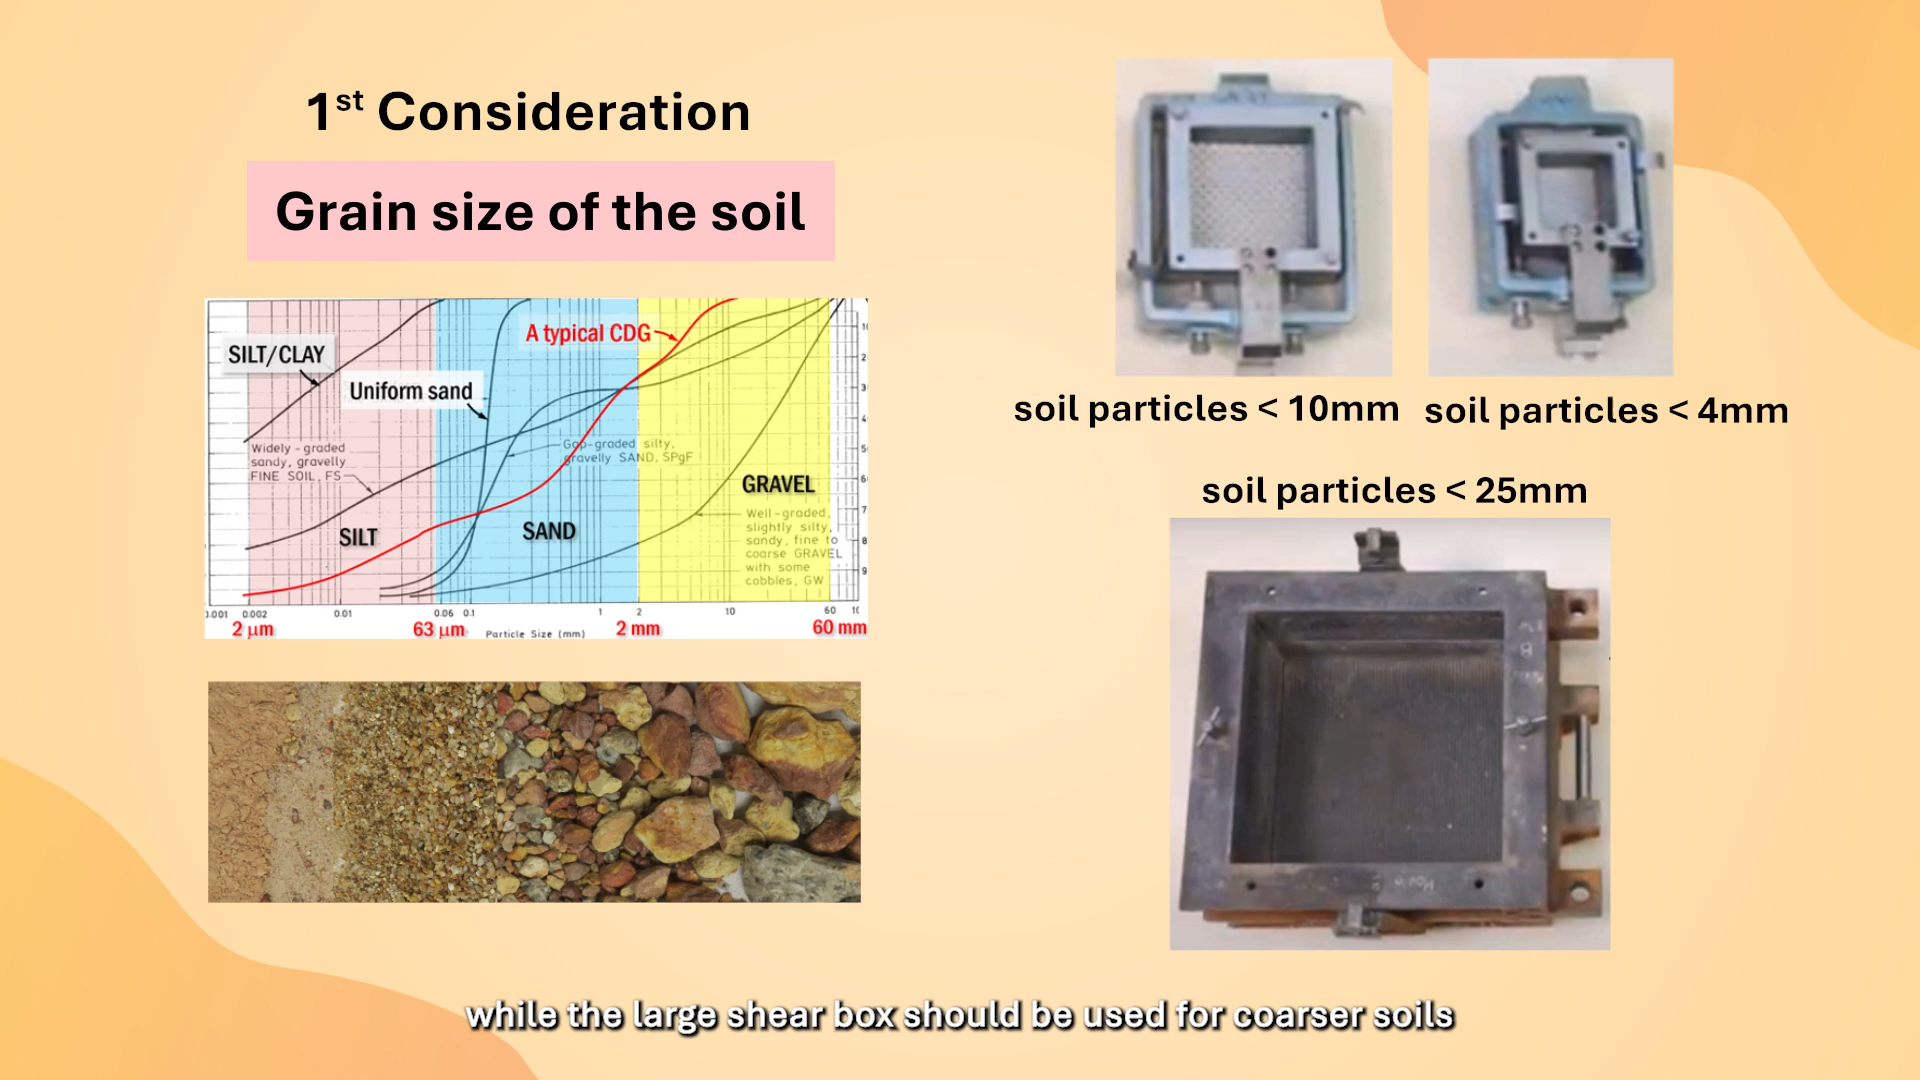 1st Consideration
Grain size of the soil
SILT/CLAY
Uniform sand
A typical CDG
Widely - graded
sandy, gravelly
FINE SOIL, FS
Gap-graded silty,
gravelly SAND, SPgF
SILT
SAND
GRAVEL
Well-graded,
slightly silty,
sandy, fine to
coarse GRAVEL
with some
cobbles, GW
0.002 0.01 0.06 0.1 1 2 10 60
2 μm 63 μm Particle Size (mm) 2 mm 60 mm
soil particles < 10mm
soil particles < 4mm
soil particles < 25mm
while the large shear box should be used for coarser soils